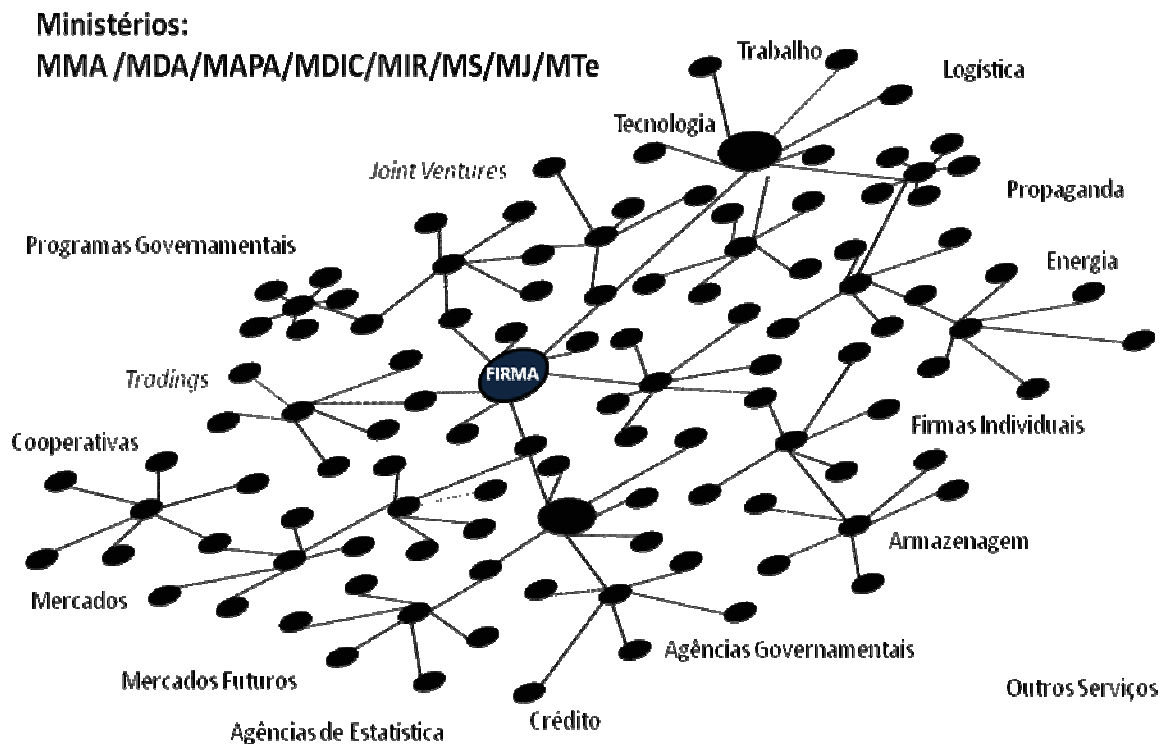 Ministérios:
MMA /MDA/MAPA/MDIC/MIR/MS/MJ/MTe
Trabalho
Logística
Tecnologia
Joint Ventures
Propaganda
Programas Governamentais
Energia
FIRMA
Tradings
Cooperativas
Firmas Individuais
Armazenagem
Mercados
Agências Governamentais
Mercados Futuros
Outros Serviços
Crédito
Agências de Estatística